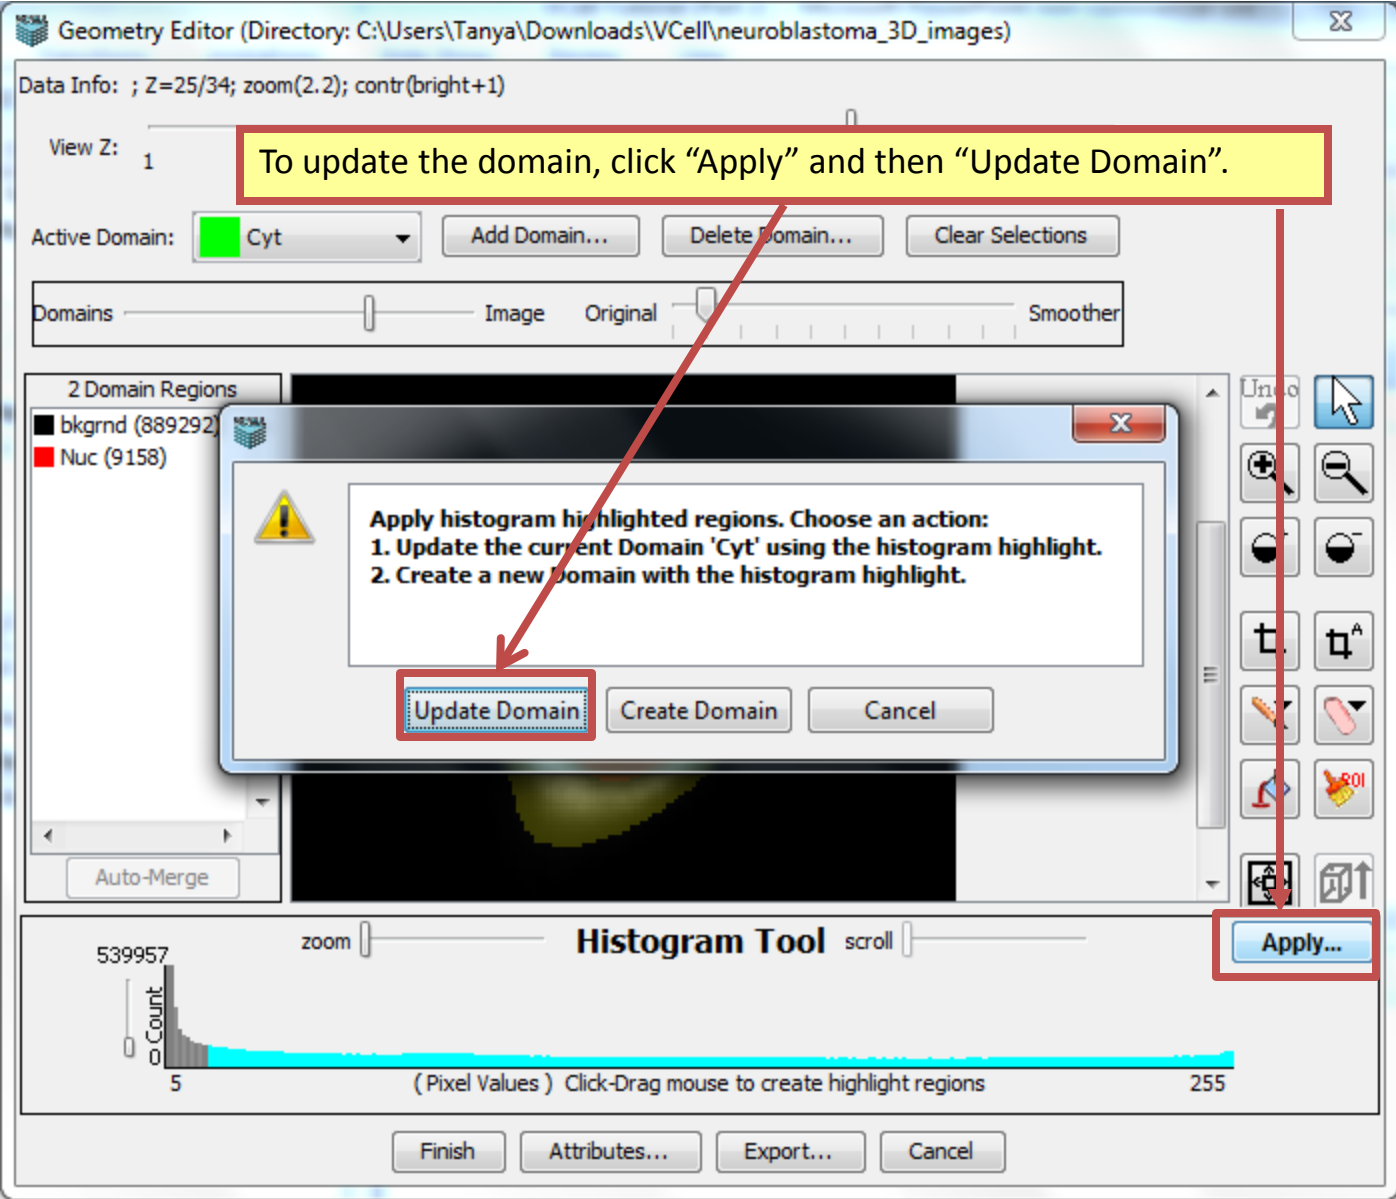 Geometry Editor (Directory: C:\Users\Tanya\Downloads\VCell\neuroblastoma_3D_images)
Data Info: ; Z=25/34; zoom(2.2); contr(bright+1)
View Z:
1
To update the domain, click “Apply” and then “Update Domain”.
Active Domain: Cyt Add Domain... Delete Domain... Clear Selections
Domains Image Original Smoother
2 Domain Regions
bkgrnd (889292)
Nuc (9158)
Undo
Apply histogram highlighted regions. Choose an action:
1. Update the current Domain 'Cyt' using the histogram highlight.
2. Create a new Domain with the histogram highlight.
Update Domain Create Domain Cancel
A
ROI
Auto-Merge
zoom Histogram Tool scroll Apply...
539957
0 Count
5 ( Pixel Values ) Click-Drag mouse to create highlight regions 255
Finish Attributes... Export... Cancel